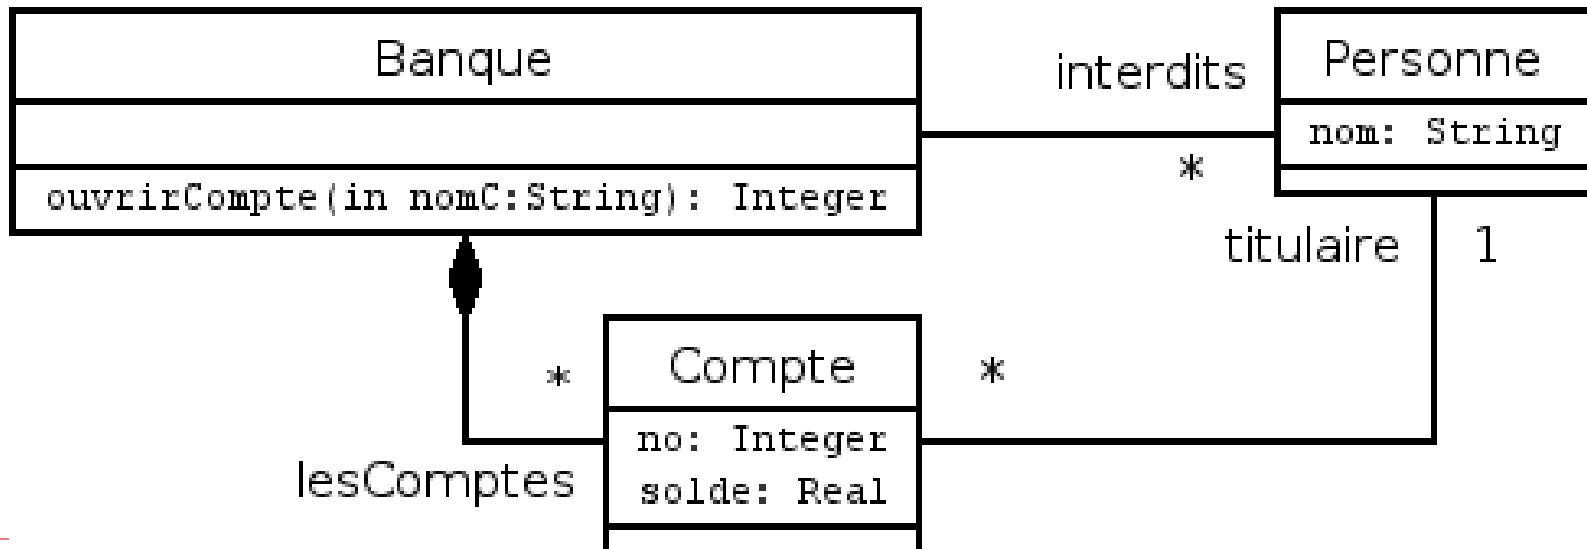 Banque
ouvrirCompte(in nomC:String): Integer
interdits
*
Personne
nom: String
titulaire
1
*
lesComptes
Compte
no: Integer
solde: Real
*